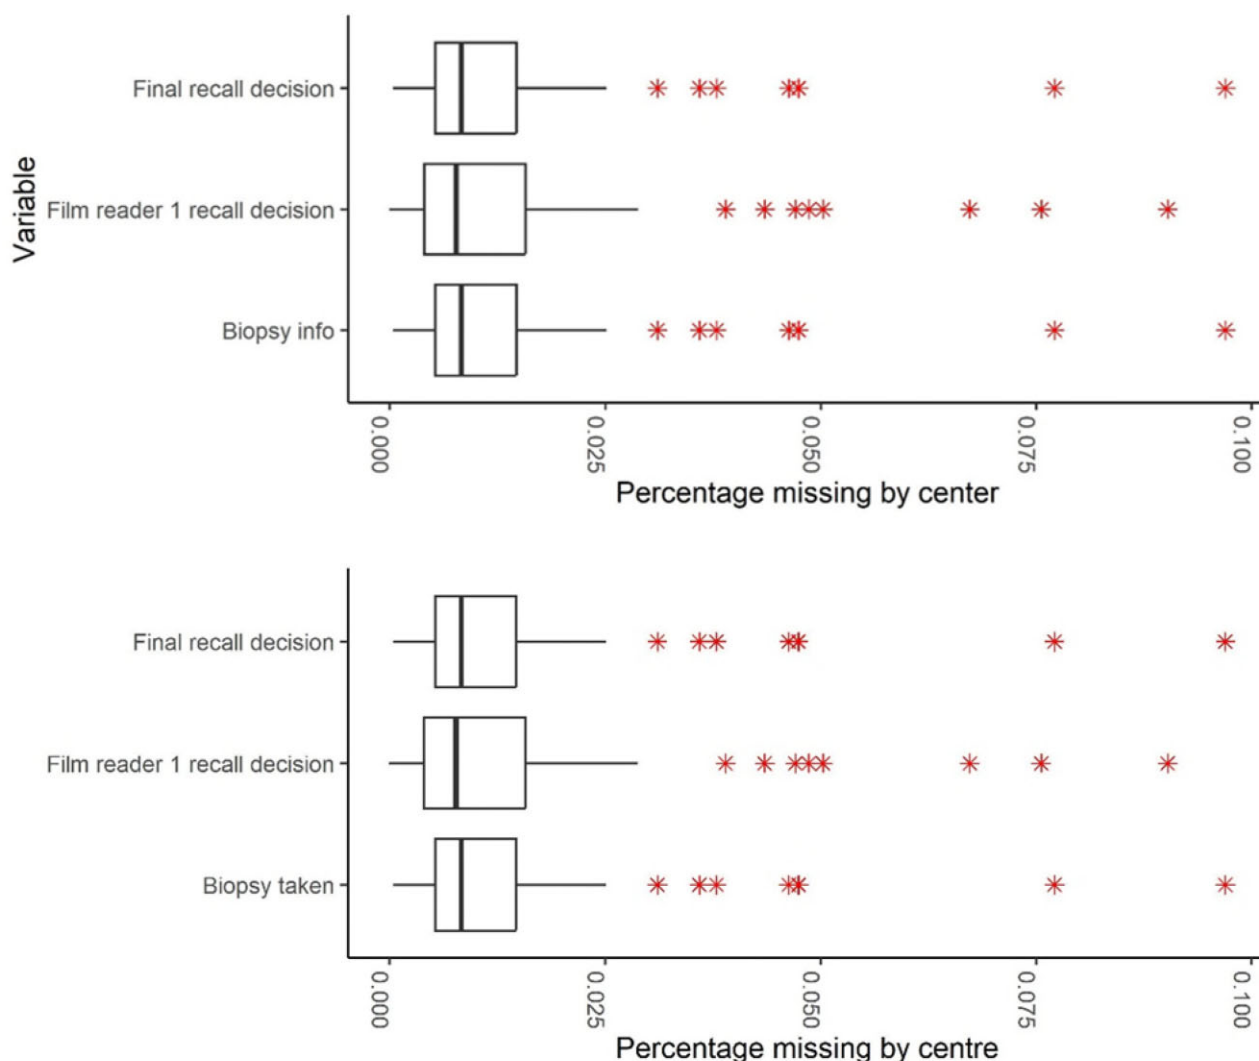 Variable
Final recall decision
Film reader 1 recall decision
Biopsy info
0.000
0.025
0.050
0.075
0.100
Percentage missing by center
Final recall decision
Film reader 1 recall decision
Biopsy taken
0.000
0.025
0.050
0.075
0.100
Percentage missing by centre